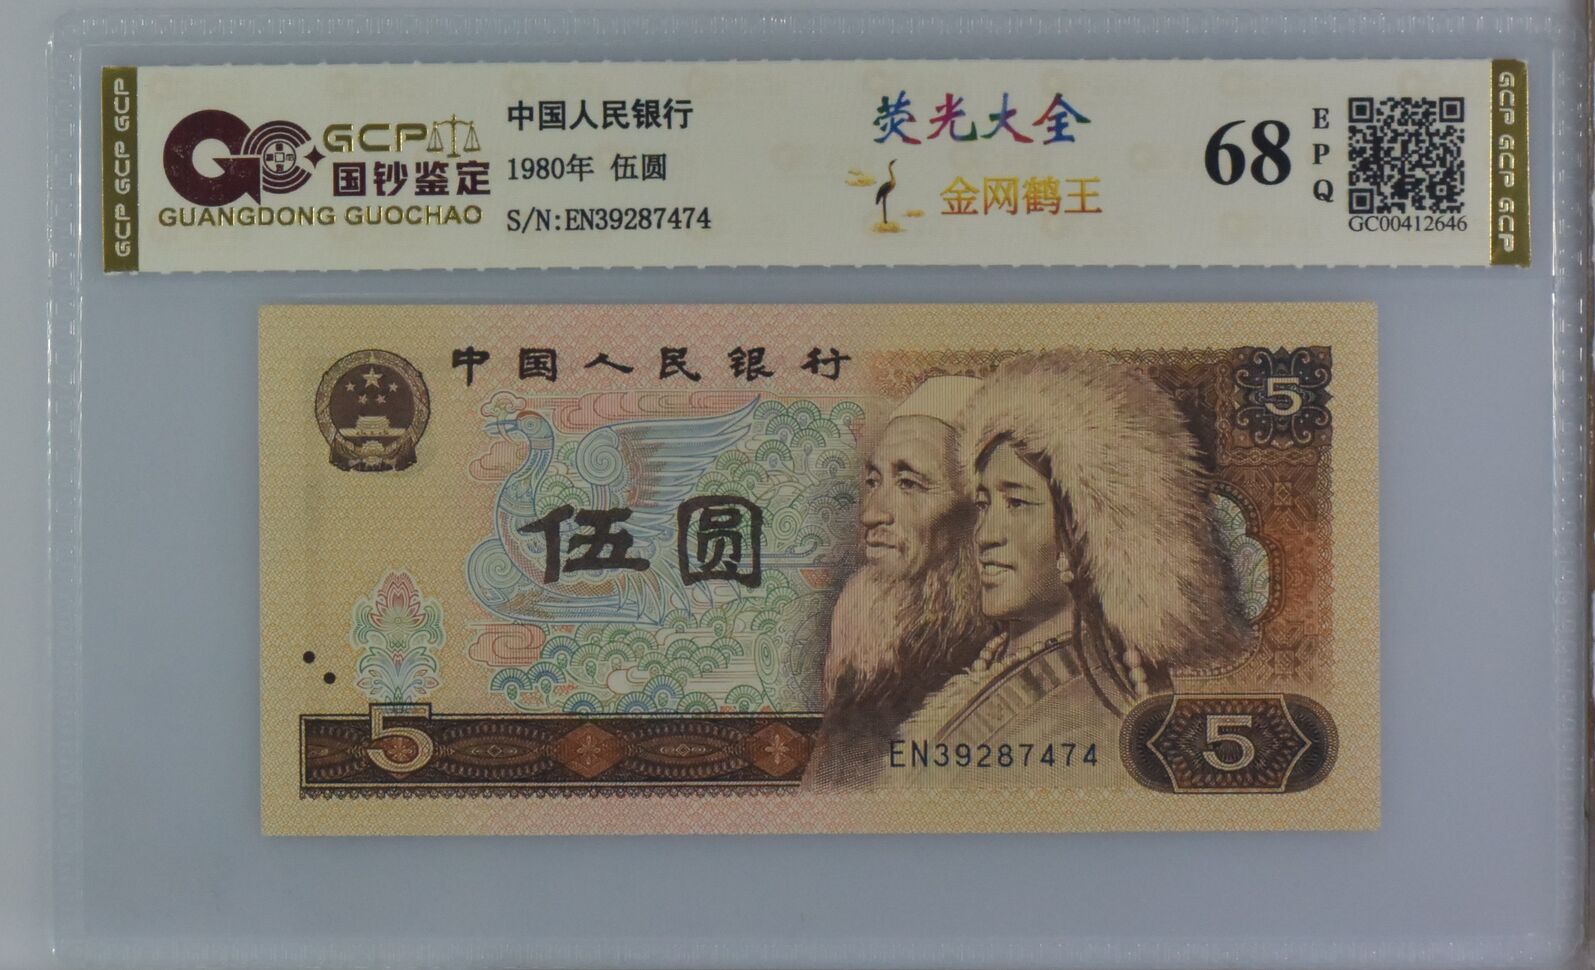 GCP GCP GCP
GCP
国钞鉴定
GUANGDONG GUOCHAO
中国人民银行
1980年 伍圆
S/N:EN39287474
荧光大全
金网鹤王
68
EPQ
GC00412646
GCP GCP GCP
中国人民银行
5
伍圆
5
EN39287474
5